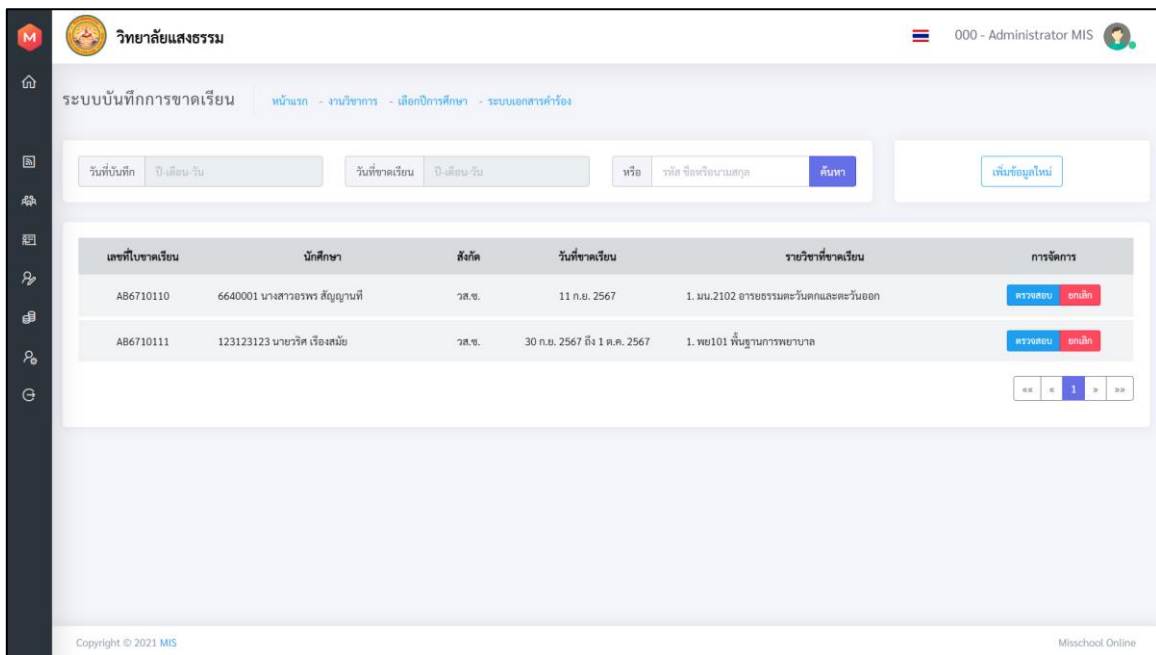 M วิทยาลัยแสงธรรม 000 - Administrator MIS
ระบบบันทึกการขาดเรียน หน้าแรก - งานวิชาการ - เลือกปีการศึกษา - ระบบเอกสารคำร้อง
วันที่บันทึก ปี-เดือน-วัน วันที่ขาดเรียน ปี-เดือน-วัน หรือ รหัส ชื่อหรือนามสกุล ค้นหา เพิ่มข้อมูลใหม่
เลขที่ใบขาดเรียน นักศึกษา สังกัด วันที่ขาดเรียน รายวิชาที่ขาดเรียน การจัดการ
AB6710110 6640001 นางสาวอรพร สัญญานที วส.ซ. 11 ก.ย. 2567 1. มน.2102 อารยธรรมตะวันตกและตะวันออก ตรวจสอบ ยกเลิก
AB6710111 123123123 นายวริศ เรืองสมัย วส.ซ. 30 ก.ย. 2567 ถึง 1 ต.ค. 2567 1. พย101 พื้นฐานการพยาบาล ตรวจสอบ ยกเลิก
«« « 1 » »»
Copyright © 2021 MIS Misschool Online